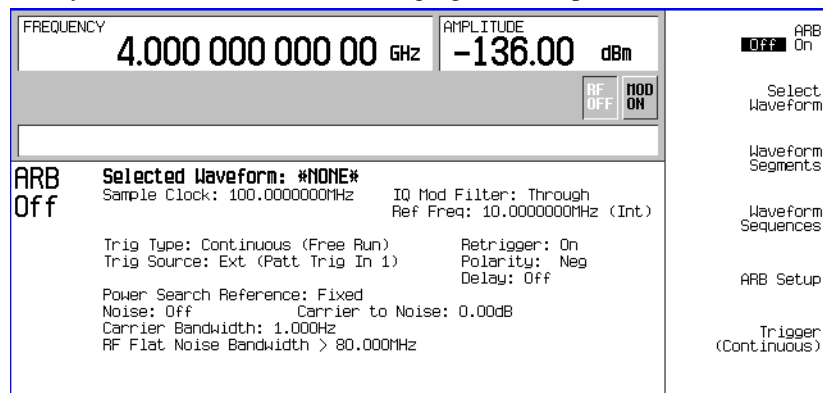 FREQUENCY
4.000 000 000 00 GHz
AMPLITUDE
-136.00 dBm
RF OFF
MOD ON
ARB Off
Selected Waveform: *NONE*
Sample Clock: 100.0000000MHz IQ Mod Filter: Through
Ref Freq: 10.0000000MHz (Int)
Trig Type: Continuous (Free Run) Retrigger: On
Trig Source: Ext (Patt Trig In 1) Polarity: Neg
Delay: Off
Power Search Reference: Fixed
Noise: Off Carrier to Noise: 0.00dB
Carrier Bandwidth: 1.000Hz
RF Flat Noise Bandwidth > 80.000MHz
ARB
Off On
Select
Waveform
Waveform
Segments
Waveform
Sequences
ARB Setup
Trigger
(Continuous)